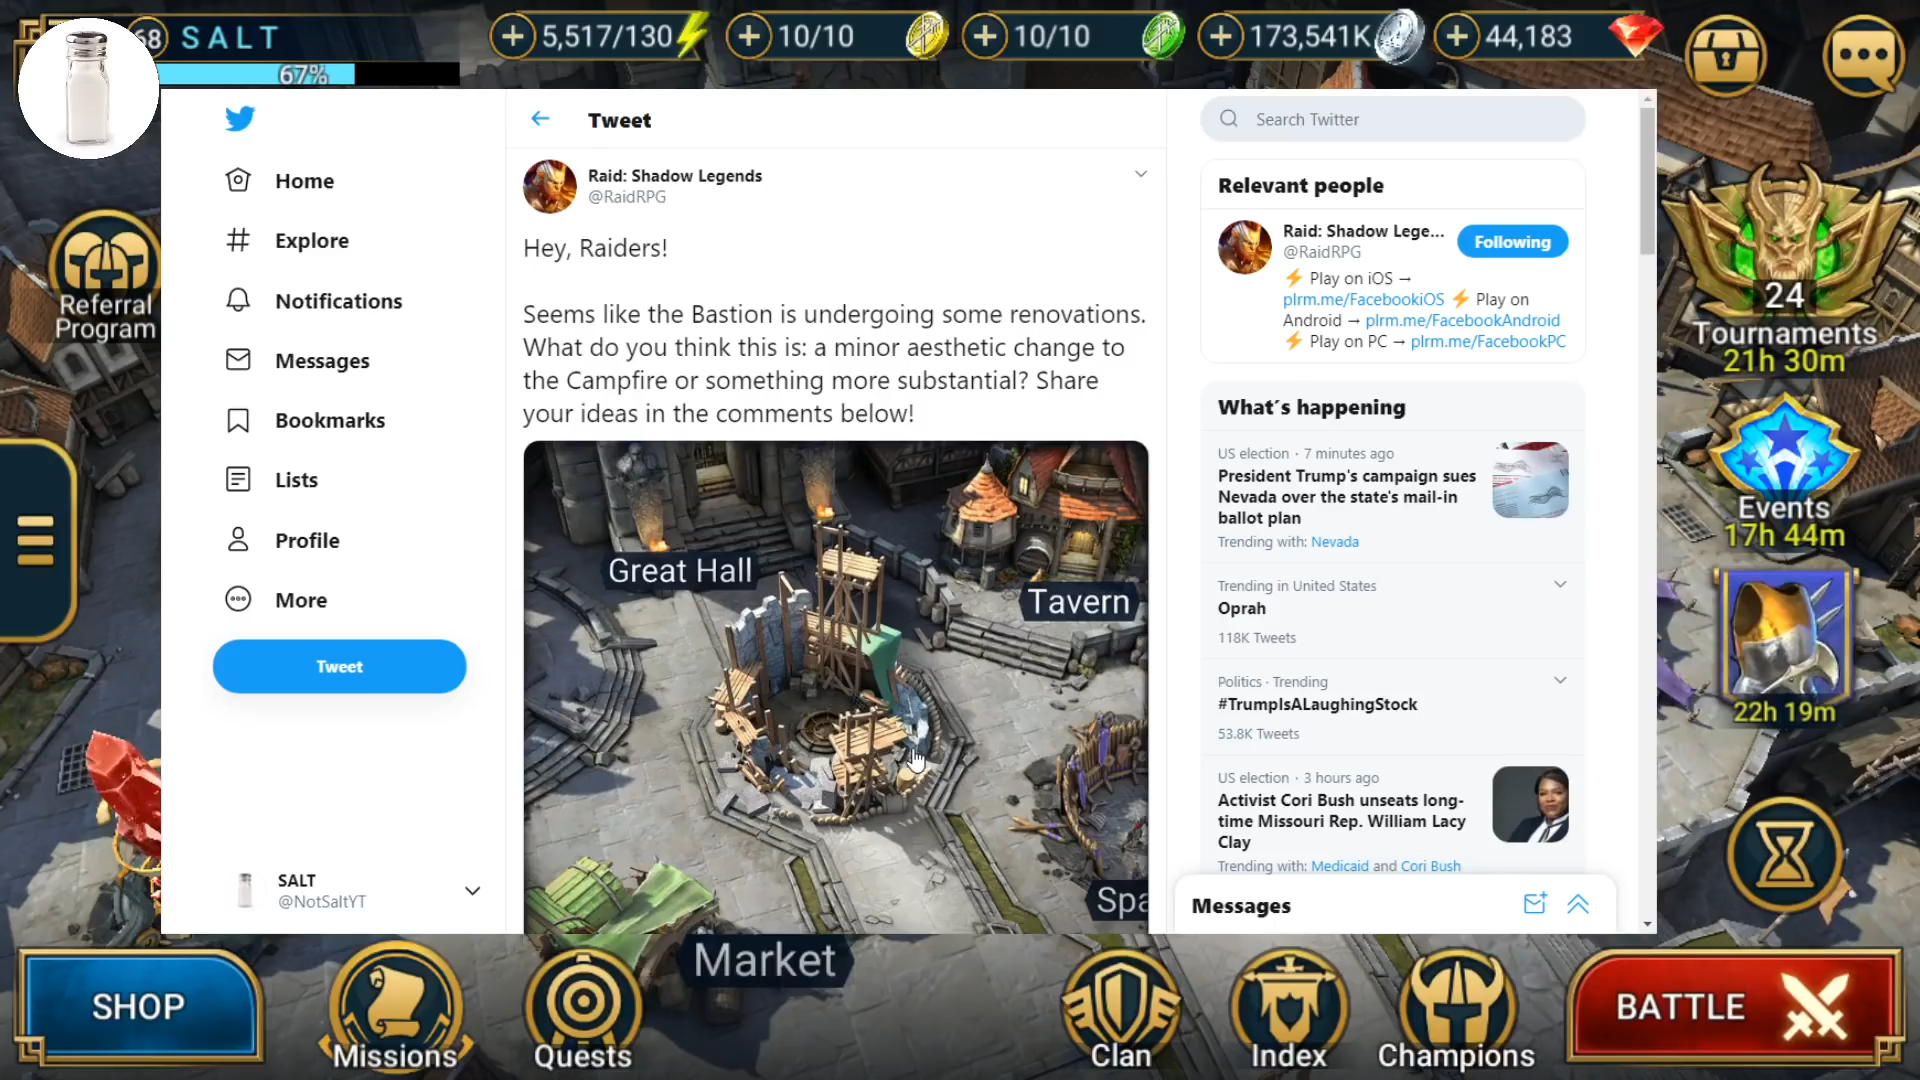 68 SALT
67%
5,517/130
10/10
10/10
173,541K
44,183
Referral
Program
24
Tournaments
21h 30m
Events
17h 44m
22h 19m
Home
Explore
Notifications
Messages
Bookmarks
Lists
Profile
More
Tweet
SALT
@NotSaltYT
Tweet
Raid: Shadow Legends
@RaidRPG
Hey, Raiders!
Seems like the Bastion is undergoing some renovations.
What do you think this is: a minor aesthetic change to
the Campfire or something more substantial? Share
your ideas in the comments below!
Great Hall
Tavern
Spa
Search Twitter
Relevant people
Raid: Shadow Lege...
@RaidRPG
Following
⚡ Play on iOS →
plrm.me/FacebookiOS ⚡ Play on
Android → plrm.me/FacebookAndroid
⚡ Play on PC → plrm.me/FacebookPC
What's happening
US election · 7 minutes ago
President Trump's campaign sues
Nevada over the state's mail-in
ballot plan
Trending with: Nevada
Trending in United States
Oprah
118K Tweets
Politics · Trending
#TrumpIsALaughingStock
53.8K Tweets
US election · 3 hours ago
Activist Cori Bush unseats long-
time Missouri Rep. William Lacy
Clay
Trending with: Medicaid and Cori Bush
Messages
Market
SHOP
Missions
Quests
Clan
Index
Champions
BATTLE